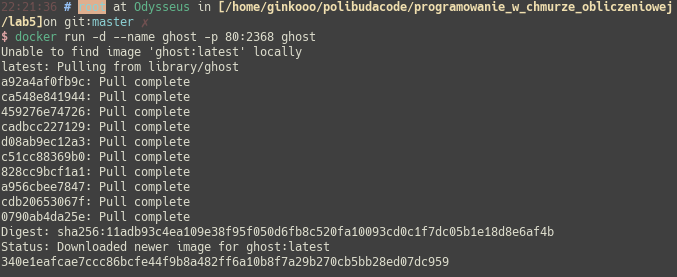 22:21:36 # root at Odysseus in [/home/ginkooo/polibudacode/programowanie_w_chmurze_obliczeniowej
/lab5]on git:master ✗
$ docker run -d --name ghost -p 80:2368 ghost
Unable to find image 'ghost:latest' locally
latest: Pulling from library/ghost
a92a4af0fb9c: Pull complete
ca548e841944: Pull complete
459276e74726: Pull complete
cadbcc227129: Pull complete
d08ab9ec12a3: Pull complete
c51cc88369b0: Pull complete
828cc9bcf1a1: Pull complete
a956cbee7847: Pull complete
cdb20653067f: Pull complete
0790ab4da25e: Pull complete
Digest: sha256:11adb93c4ea109e38f95f050d6fb8c520fa10093cd0c1f7dc05b1e18d8e6af4b
Status: Downloaded newer image for ghost:latest
340e1eafcae7ccc86bcfe44f9b8a482ff6a10b8f7a29b270cb5bb28ed07dc959